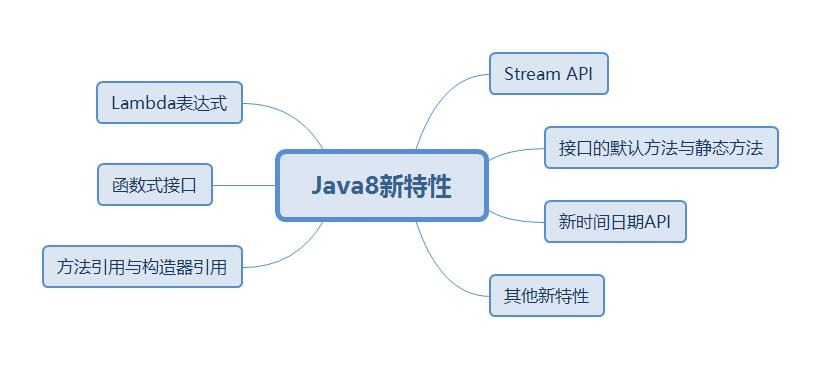 Java8新特性
Lambda表达式
函数式接口
方法引用与构造器引用
Stream API
接口的默认方法与静态方法
新时间日期API
其他新特性